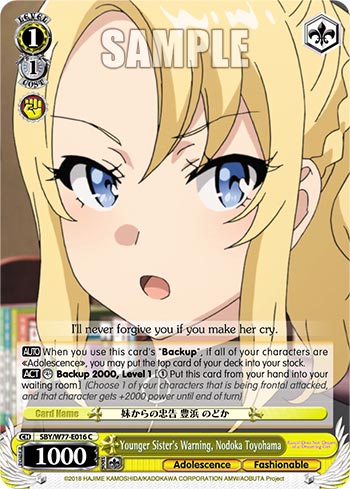 LEVEL
1
SAMPLE
1
COST
I'll never forgive you if you make her cry.
AUTO When you use this card's "Backup", if all of your characters are
«Adolescence», you may put the top card of your deck into your stock.
ACT Backup 2000, Level 1 [① Put this card from your hand into your
waiting room] (Choose 1 of your characters that is being frontal attacked,
and that character gets +2000 power until end of turn)
Card Name
妹からの忠告 豊浜 のどか
CH
SBY/W77-E016 C
Younger Sister's Warning, Nodoka Toyohama
1000
Adolescence
Fashionable
©2018 HAJIME KAMOSHIDA/KADOKAWA CORPORATION AMW/AOBUTA Project